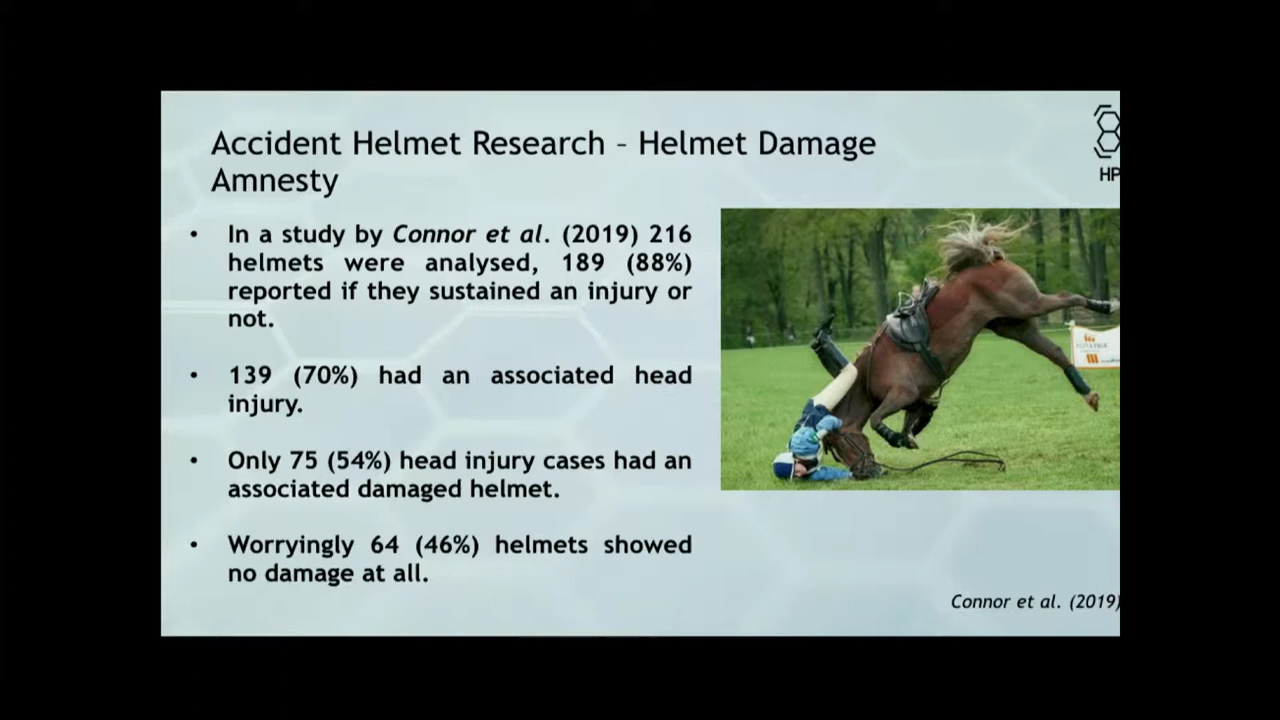 Accident Helmet Research – Helmet Damage
Amnesty
HP
• In a study by Connor et al. (2019) 216
helmets were analysed, 189 (88%)
reported if they sustained an injury or
not.
• 139 (70%) had an associated head
injury.
• Only 75 (54%) head injury cases had an
associated damaged helmet.
• Worryingly 64 (46%) helmets showed
no damage at all.
Connor et al. (2019)